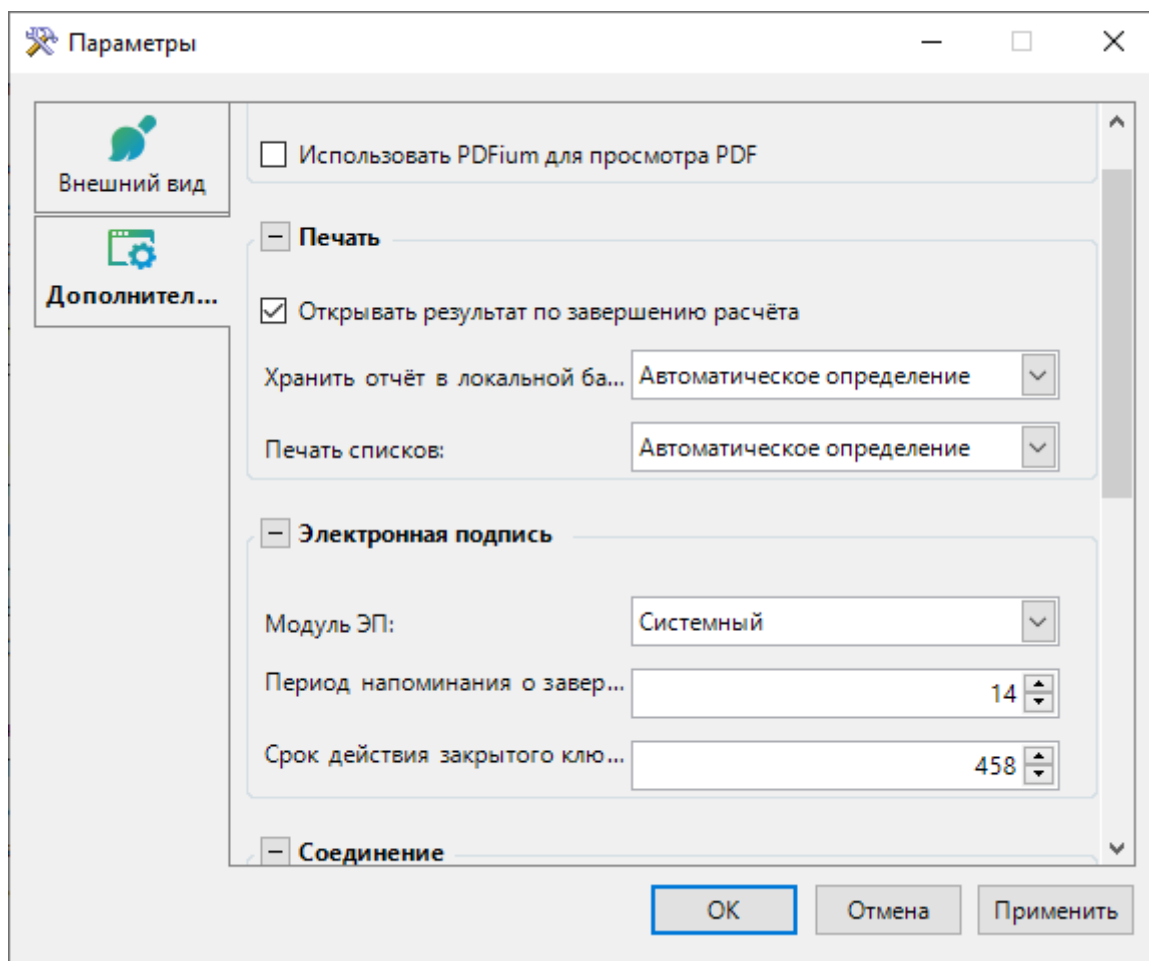 Параметры
Внешний вид
Дополнител...
Использовать PDFium для просмотра PDF
Печать
Открывать результат по завершению расчёта
Хранить отчёт в локальной ба... Автоматическое определение
Печать списков: Автоматическое определение
Электронная подпись
Модуль ЭП: Системный
Период напоминания о завер... 14
Срок действия закрытого клю... 458
Соединение
ОК Отмена Применить